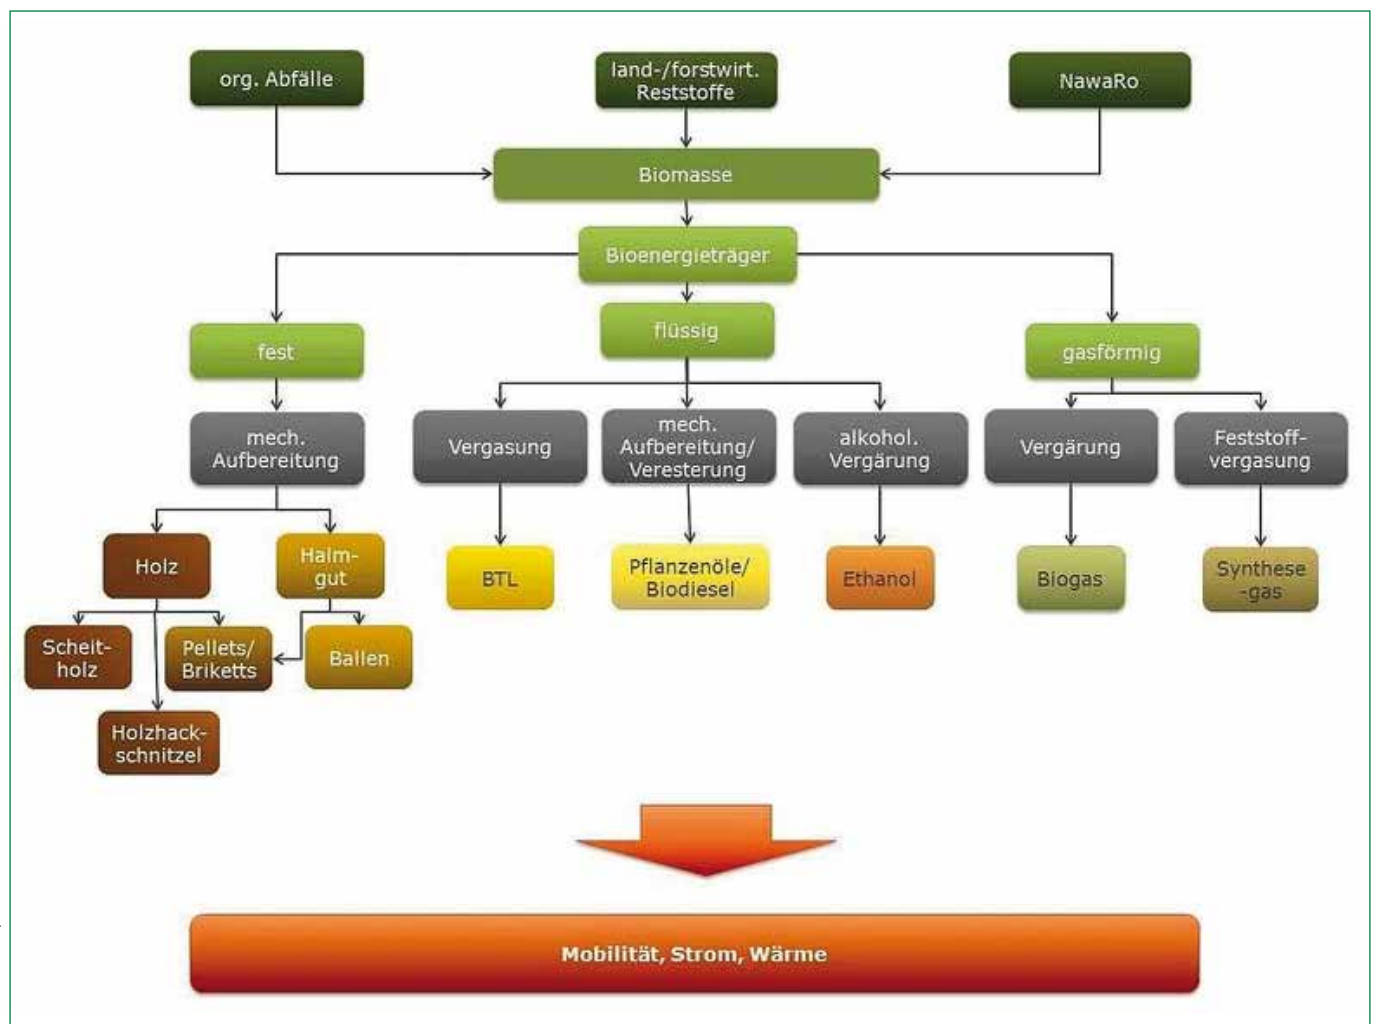 org. Abfälle
land-/forstwirt.
Reststoffe
NawaRo
Biomasse
Bioenergieträger
fest
flüssig
gasförmig
mech.
Aufbereitung
Vergasung
mech.
Aufbereitung/
Veresterung
alkohol.
Vergärung
Vergärung
Feststoff-
vergasung
Holz
Halm-
gut
BTL
Pflanzenöle/
Biodiesel
Ethanol
Biogas
Synthese
-gas
Scheit-
holz
Pellets/
Briketts
Ballen
Holzhack-
schnitzel
Mobilität, Strom, Wärme